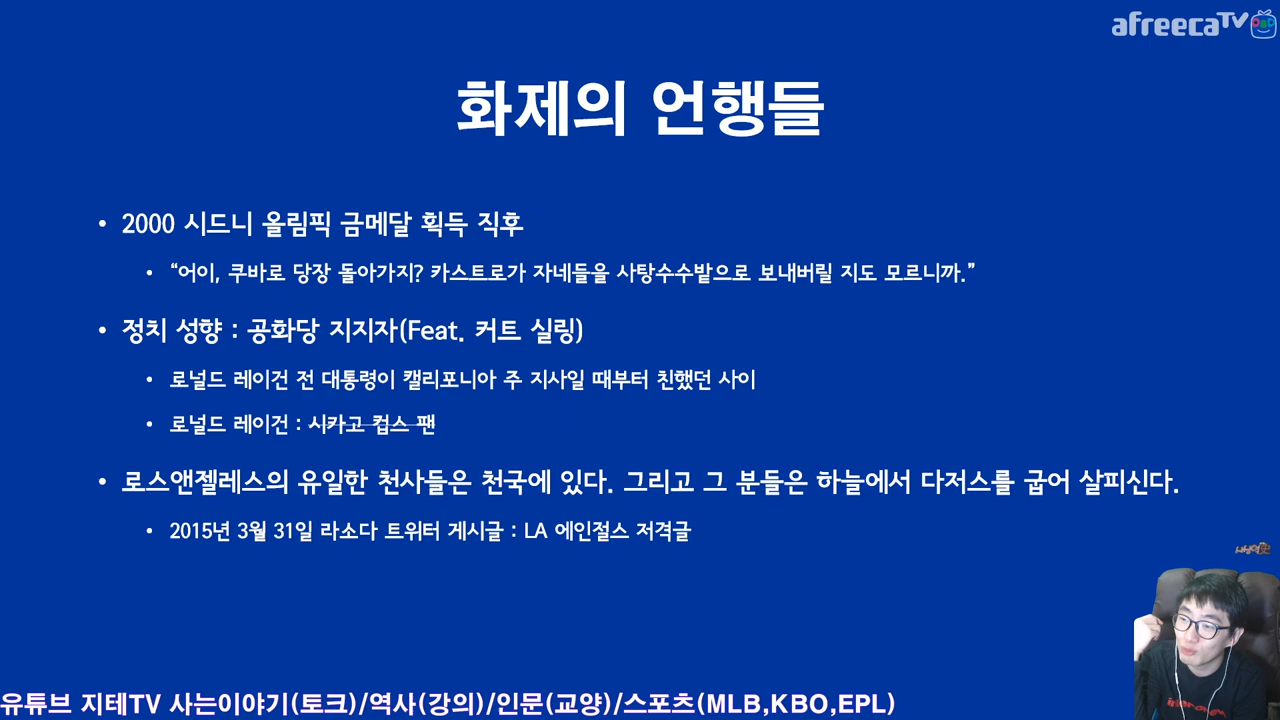 afreecaTV
화제의 언행들
• 2000 시드니 올림픽 금메달 획득 직후
• “어이, 쿠바로 당장 돌아가지? 카스트로가 자네들을 사탕수수밭으로 보내버릴 지도 모르니까.”
• 정치 성향 : 공화당 지지자(Feat. 커트 실링)
• 로널드 레이건 전 대통령이 캘리포니아 주 지사일 때부터 친했던 사이
• 로널드 레이건 : 시카고 컵스 팬
• 로스앤젤레스의 유일한 천사들은 천국에 있다. 그리고 그 분들은 하늘에서 다저스를 굽어 살피신다.
• 2015년 3월 31일 라소다 트위터 게시글 : LA 에인절스 저격글
유튜브 지테TV 사는이야기(토크)/역사(강의)/인문(교양)/스포츠(MLB,KBO,EPL)